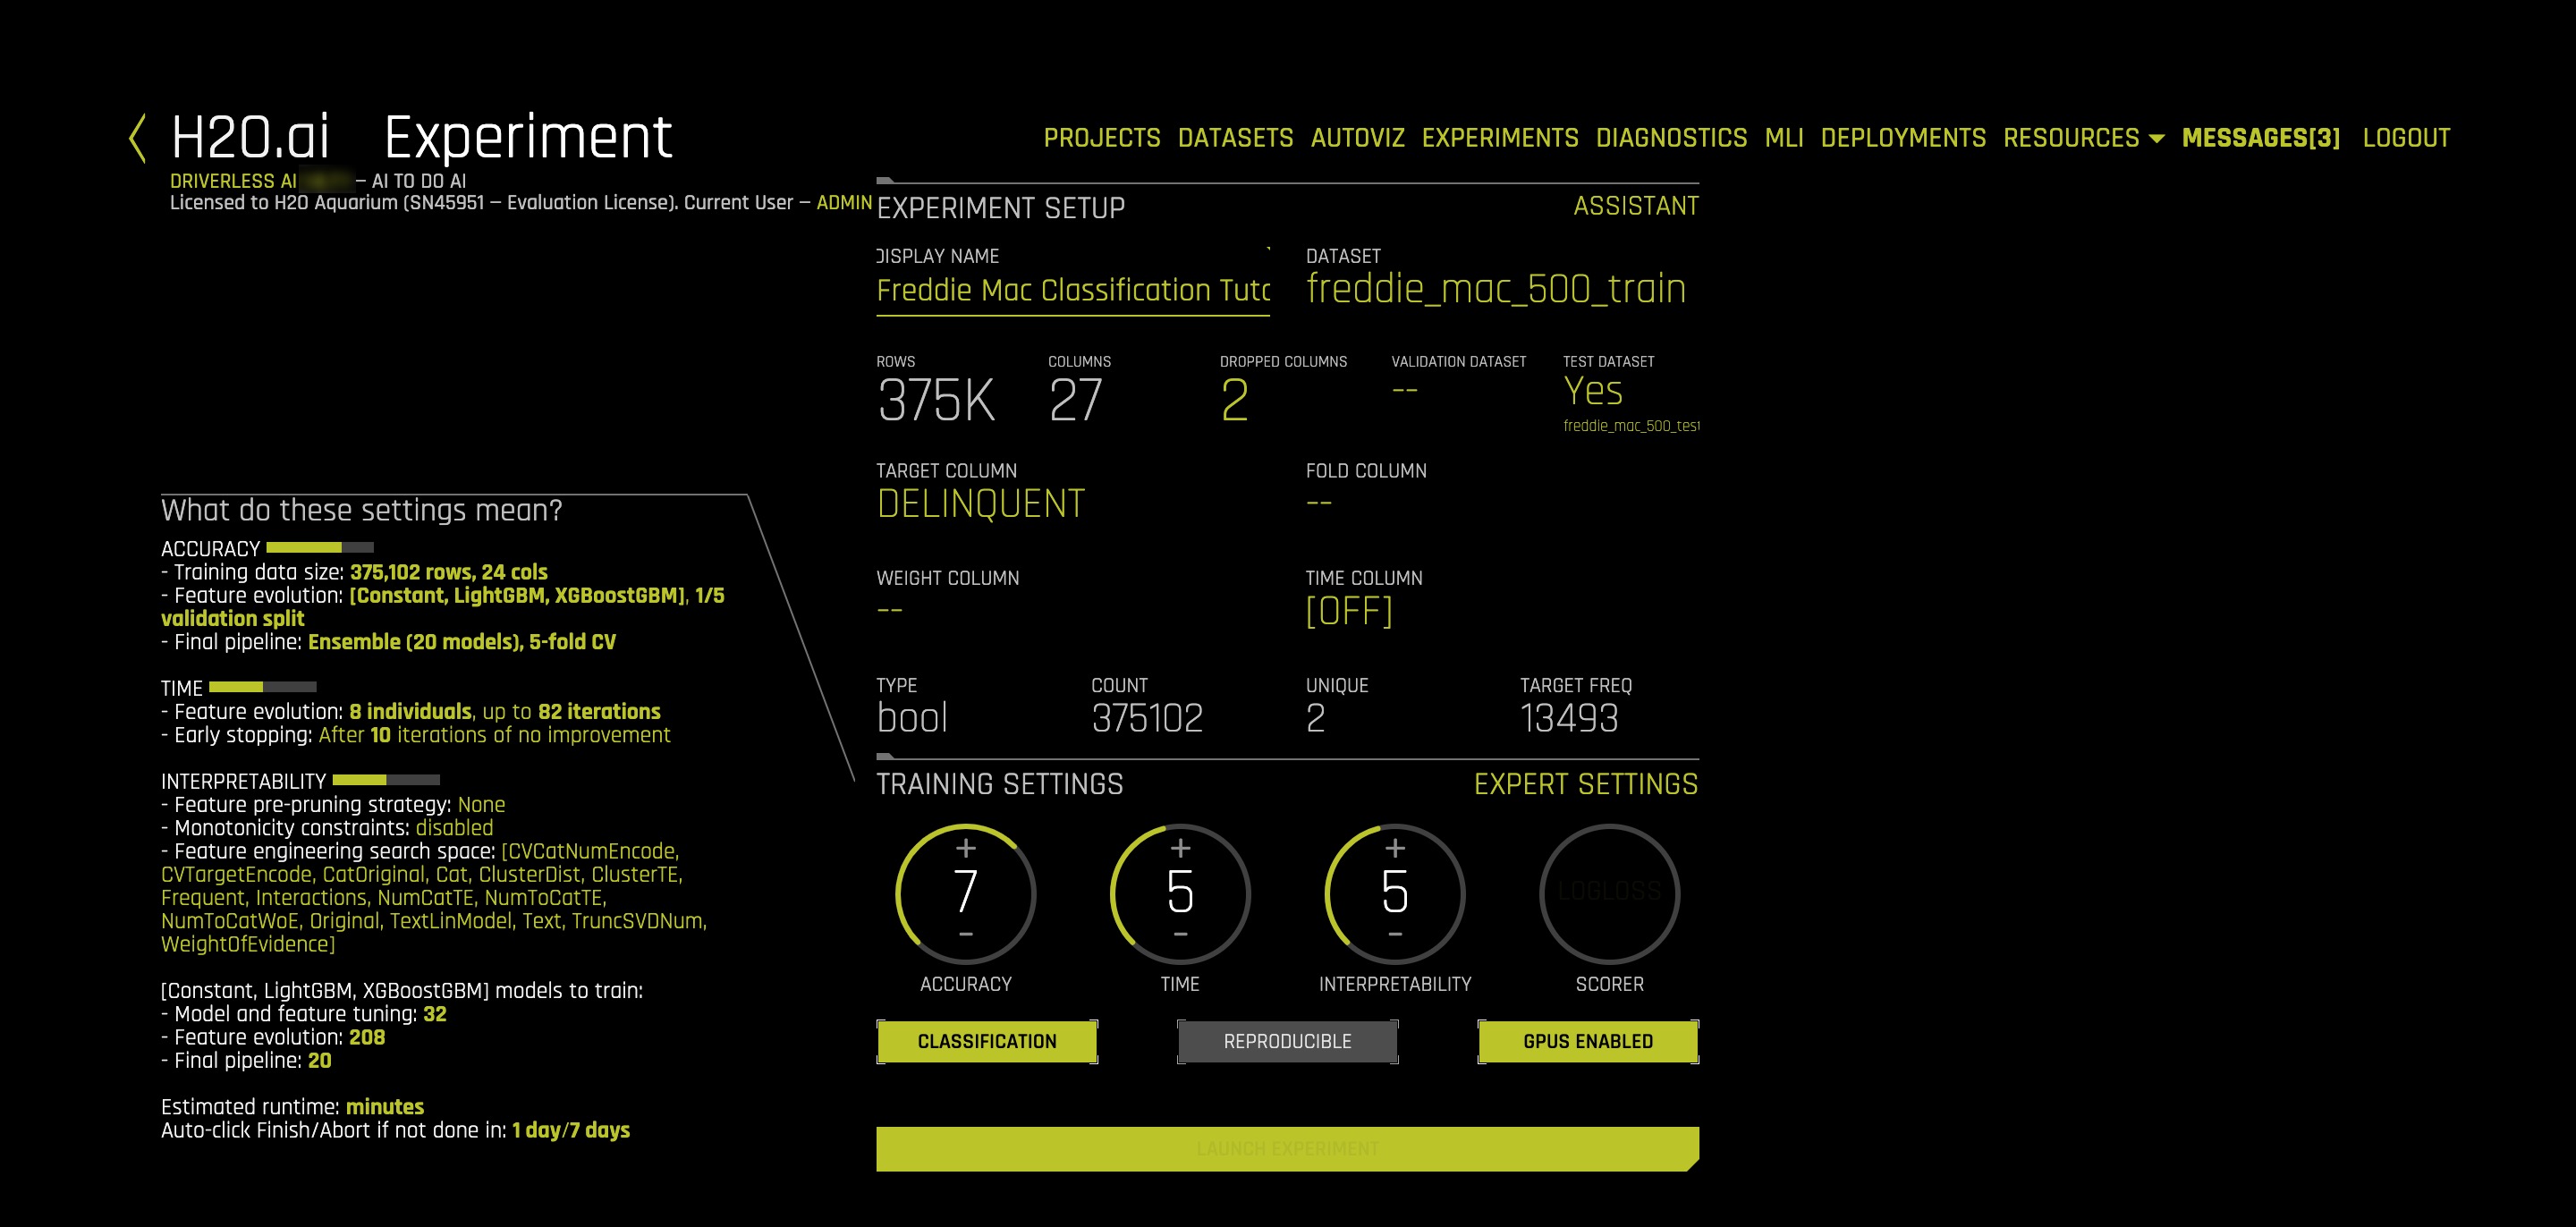 H2O.ai Experiment
DRIVERLESS AI — AI TO DO AI
Licensed to H2O Aquarium (SN45951 — Evaluation License). Current User — ADMIN
PROJECTS DATASETS AUTOVIZ EXPERIMENTS DIAGNOSTICS MLI DEPLOYMENTS RESOURCES MESSAGES[3] LOGOUT
What do these settings mean?
ACCURACY
- Training data size: 375,102 rows, 24 cols
- Feature evolution: [Constant, LightGBM, XGBoostGBM], 1/5
validation split
- Final pipeline: Ensemble (20 models), 5-fold CV
TIME
- Feature evolution: 8 individuals, up to 82 iterations
- Early stopping: After 10 iterations of no improvement
INTERPRETABILITY
- Feature pre-pruning strategy: None
- Monotonicity constraints: disabled
- Feature engineering search space: [CVCatNumEncode,
CVTargetEncode, CatOriginal, Cat, ClusterDist, ClusterTE,
Frequent, Interactions, NumCatTE, NumToCatTE,
NumToCatWoE, Original, TextLinModel, Text, TruncSVDNum,
WeightOfEvidence]
[Constant, LightGBM, XGBoostGBM] models to train:
- Model and feature tuning: 32
- Feature evolution: 208
- Final pipeline: 20
Estimated runtime: minutes
Auto-click Finish/Abort if not done in: 1 day/7 days
EXPERIMENT SETUP ASSISTANT
DISPLAY NAME DATASET
Freddie Mac Classification Tuto freddie_mac_500_train
ROWS COLUMNS DROPPED COLUMNS VALIDATION DATASET TEST DATASET
375K 27 2 -- Yes
freddie_mac_500_test
TARGET COLUMN FOLD COLUMN
DELINQUENT --
WEIGHT COLUMN TIME COLUMN
-- [OFF]
TYPE COUNT UNIQUE TARGET FREQ
bool 375102 2 13493
TRAINING SETTINGS EXPERT SETTINGS
+ + +
7 5 5 LOGLOSS
- - -
ACCURACY TIME INTERPRETABILITY SCORER
CLASSIFICATION REPRODUCIBLE GPUS ENABLED
LAUNCH EXPERIMENT